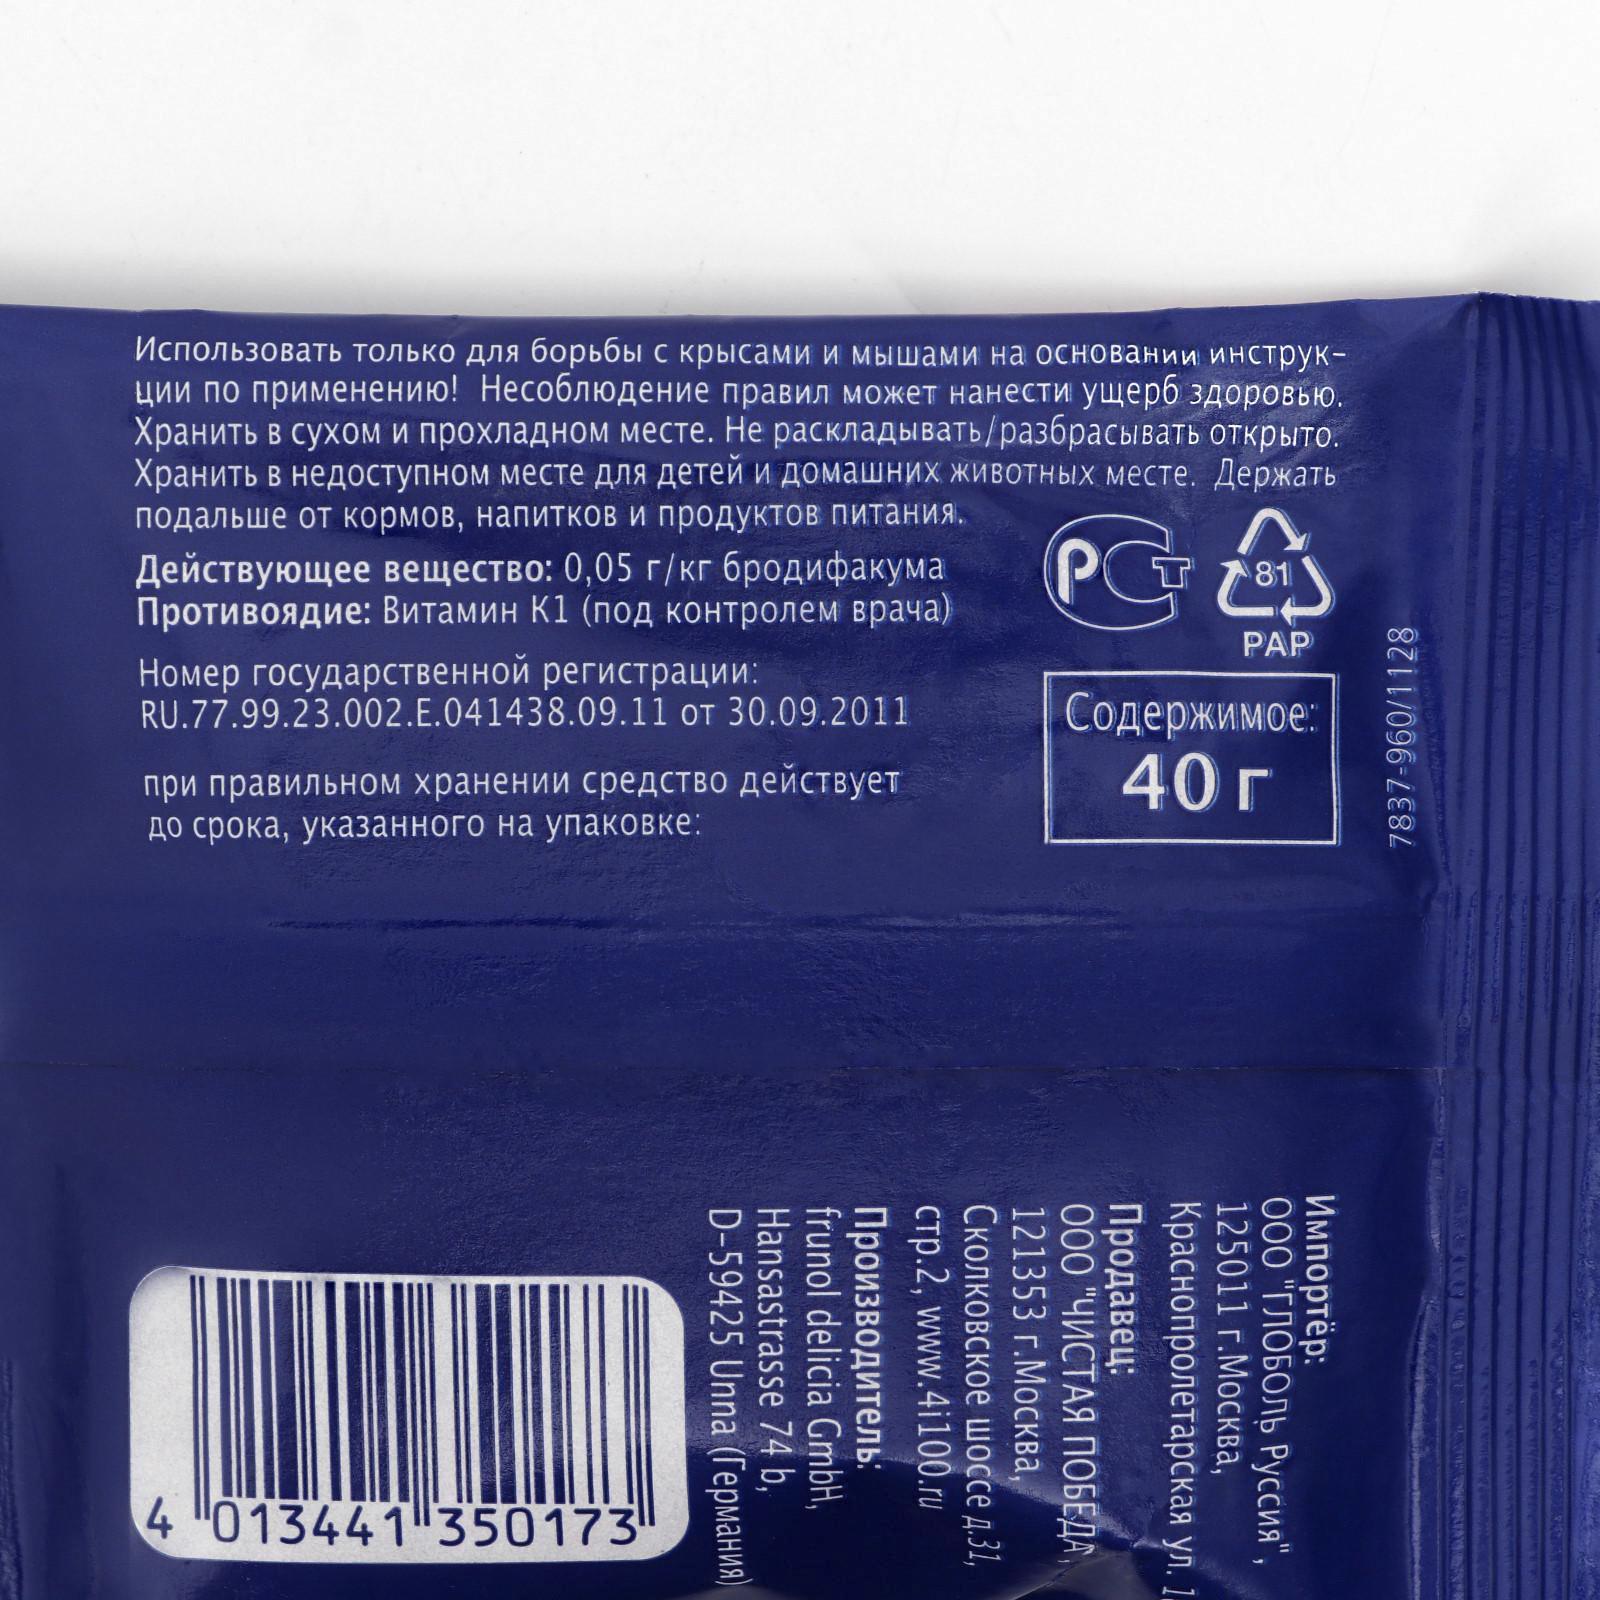 Использовать только для борьбы с крысами и мышами на основании инструк-
ции по применению! Несоблюдение правил может нанести ущерб здоровью.
Хранить в сухом и прохладном месте. Не раскладывать/разбрасывать открыто.
Хранить в недоступном месте для детей и домашних животных месте. Держать
подальше от кормов, напитков и продуктов питания.
Действующее вещество: 0,05 г/кг бродифакума
Противоядие: Витамин К1 (под контролем врача)
Номер государственной регистрации:
RU.77.99.23.002.Е.041438.09.11 от 30.09.2011
при правильном хранении средство действует
до срока, указанного на упаковке:
РСТ
81
PAP
Содержимое:
40 г
7837-960/1128
Импортёр:
ООО "ГЛОБОЛЬ Руссия",
125011 г.Москва,
Краснопролетарская ул. 1
Продавец:
ООО "ЧИСТАЯ ПОБЕДА,
121353 г.Москва,
Сколковское шоссе д.31,
стр.2, www.4i100.ru
Производитель:
frunol delicia GmbH,
Hansastrasse 74 b,
D-59425 Unna (Германия)
4 013441 350173